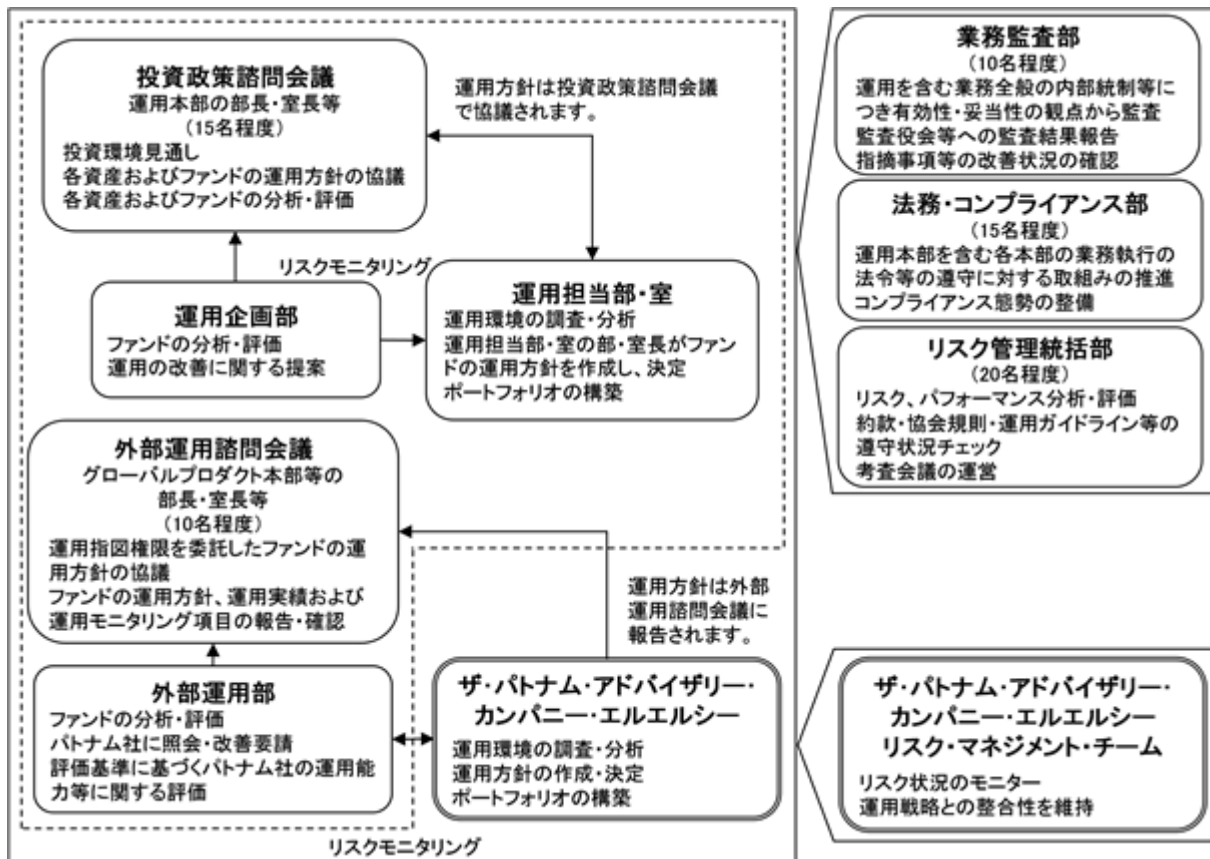 投資政策諮問会議
運用本部の部長・室長等
(15名程度)
投資環境見通し
各資産およびファンドの運用方針の協議
各資産およびファンドの分析・評価
運用方針は投資政策諮問会議
で協議されます。
リスクモニタリング
運用企画部
ファンドの分析・評価
運用の改善に関する提案
運用担当部・室
運用環境の調査・分析
運用担当部・室の部・室長がファン
ドの運用方針を作成し、決定
ポートフォリオの構築
外部運用諮問会議
グローバルプロダクト本部等の
部長・室長等
(10名程度)
運用指図権限を委託したファンドの運
用方針の協議
ファンドの運用方針、運用実績および
運用モニタリング項目の報告・確認
運用方針は外部
運用諮問会議に
報告されます。
外部運用部
ファンドの分析・評価
パトナム社に照会・改善要請
評価基準に基づくパトナム社の運用能
力等に関する評価
ザ・パトナム・アドバイザリー・
カンパニー・エルエルシー
運用環境の調査・分析
運用方針の作成・決定
ポートフォリオの構築
リスクモニタリング
業務監査部
(10名程度)
運用を含む業務全般の内部統制等に
つき有効性・妥当性の観点から監査
監査役会等への監査結果報告
指摘事項等の改善状況の確認
法務・コンプライアンス部
(15名程度)
運用本部を含む各本部の業務執行の
法令等の遵守に対する取組みの推進
コンプライアンス態勢の整備
リスク管理統括部
(20名程度)
リスク、パフォーマンス分析・評価
約款・協会規則・運用ガイドライン等の
遵守状況チェック
考査会議の運営
ザ・パトナム・アドバイザリー・
カンパニー・エルエルシー
リスク・マネジメント・チーム
リスク状況のモニター
運用戦略との整合性を維持